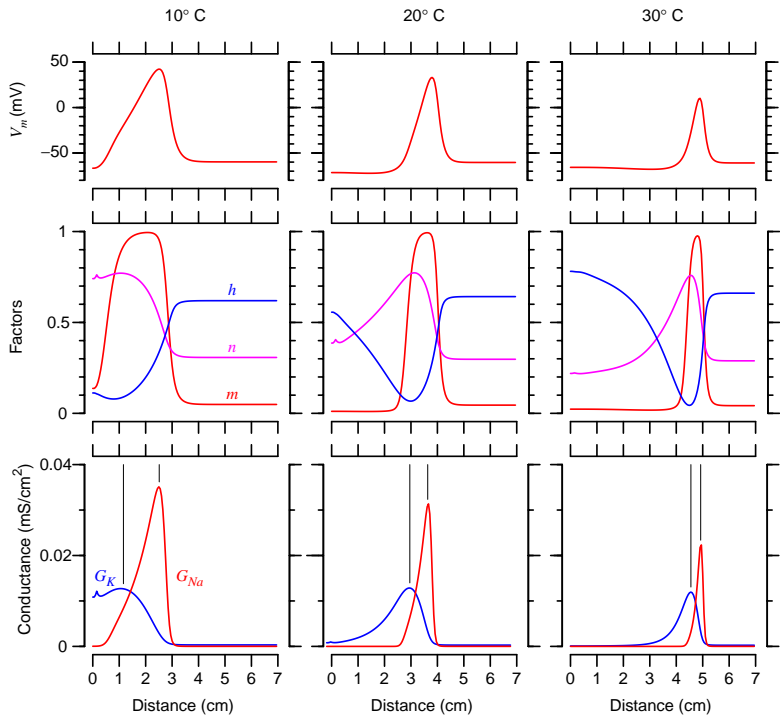 10° C 20° C 30° C
V_m (mV)
50
0
−50
Factors
1
0.5
0
h
n
m
Conductance (mS/cm²)
0.04
0.02
0
G_K
G_Na
0 1 2 3 4 5 6 7
0 1 2 3 4 5 6 7
0 1 2 3 4 5 6 7
Distance (cm) Distance (cm) Distance (cm)